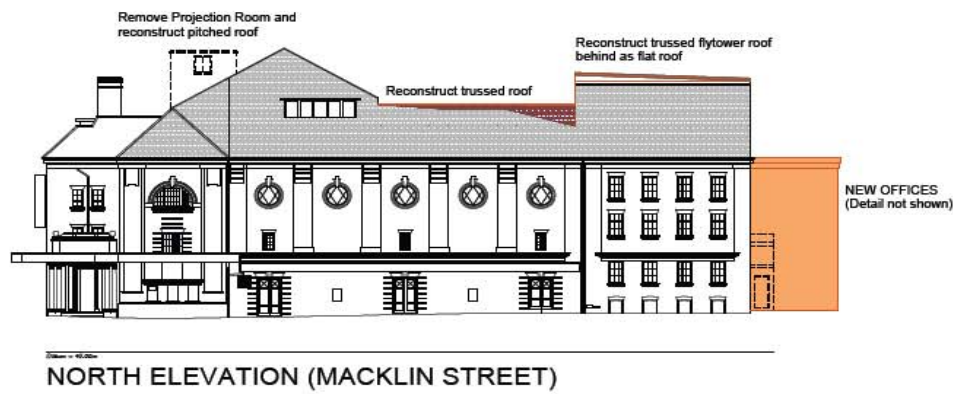 Remove Projection Room and
reconstruct pitched roof
Reconstruct trussed flytower roof
behind as flat roof
Reconstruct trussed roof
NEW OFFICES
(Detail not shown)
NORTH ELEVATION (MACKLIN STREET)